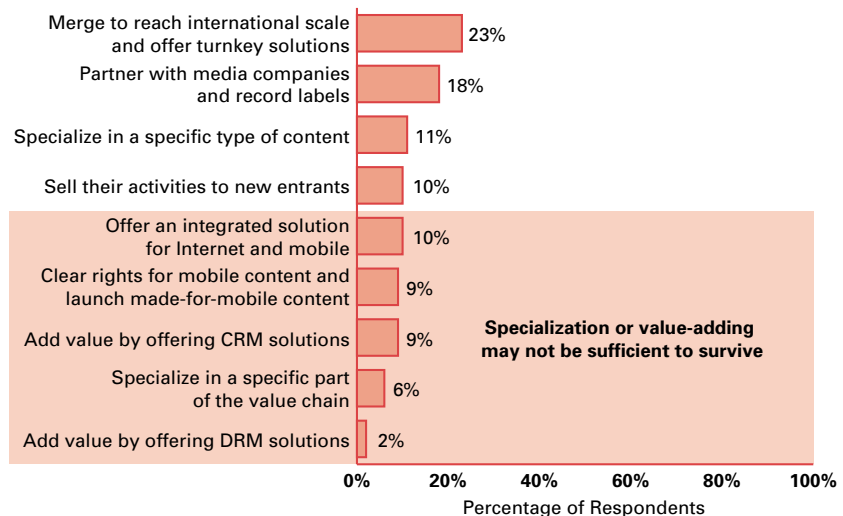 Merge to reach international scale
and offer turnkey solutions
23%
Partner with media companies
and record labels
18%
Specialize in a specific type of content
11%
Sell their activities to new entrants
10%
Offer an integrated solution
for Internet and mobile
10%
Clear rights for mobile content and
launch made-for-mobile content
9%
Add value by offering CRM solutions
9%
Specialization or value-adding
may not be sufficient to survive
Specialize in a specific part
of the value chain
6%
Add value by offering DRM solutions
2%
0% 20% 40% 60% 80% 100%
Percentage of Respondents